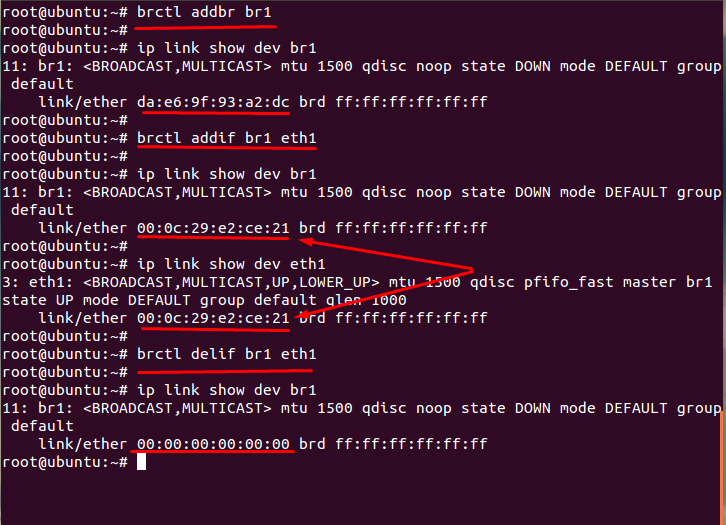 root@ubuntu:~# brctl addbr br1
root@ubuntu:~#
root@ubuntu:~# ip link show dev br1
11: br1: <BROADCAST,MULTICAST> mtu 1500 qdisc noop state DOWN mode DEFAULT group
 default
    link/ether da:e6:9f:93:a2:dc brd ff:ff:ff:ff:ff:ff
root@ubuntu:~#
root@ubuntu:~# brctl addif br1 eth1
root@ubuntu:~#
root@ubuntu:~# ip link show dev br1
11: br1: <BROADCAST,MULTICAST> mtu 1500 qdisc noop state DOWN mode DEFAULT group
 default
    link/ether 00:0c:29:e2:ce:21 brd ff:ff:ff:ff:ff:ff
root@ubuntu:~#
root@ubuntu:~# ip link show dev eth1
3: eth1: <BROADCAST,MULTICAST,UP,LOWER_UP> mtu 1500 qdisc pfifo_fast master br1
state UP mode DEFAULT group default qlen 1000
    link/ether 00:0c:29:e2:ce:21 brd ff:ff:ff:ff:ff:ff
root@ubuntu:~#
root@ubuntu:~# brctl delif br1 eth1
root@ubuntu:~#
root@ubuntu:~# ip link show dev br1
11: br1: <BROADCAST,MULTICAST> mtu 1500 qdisc noop state DOWN mode DEFAULT group
 default
    link/ether 00:00:00:00:00:00 brd ff:ff:ff:ff:ff:ff
root@ubuntu:~#